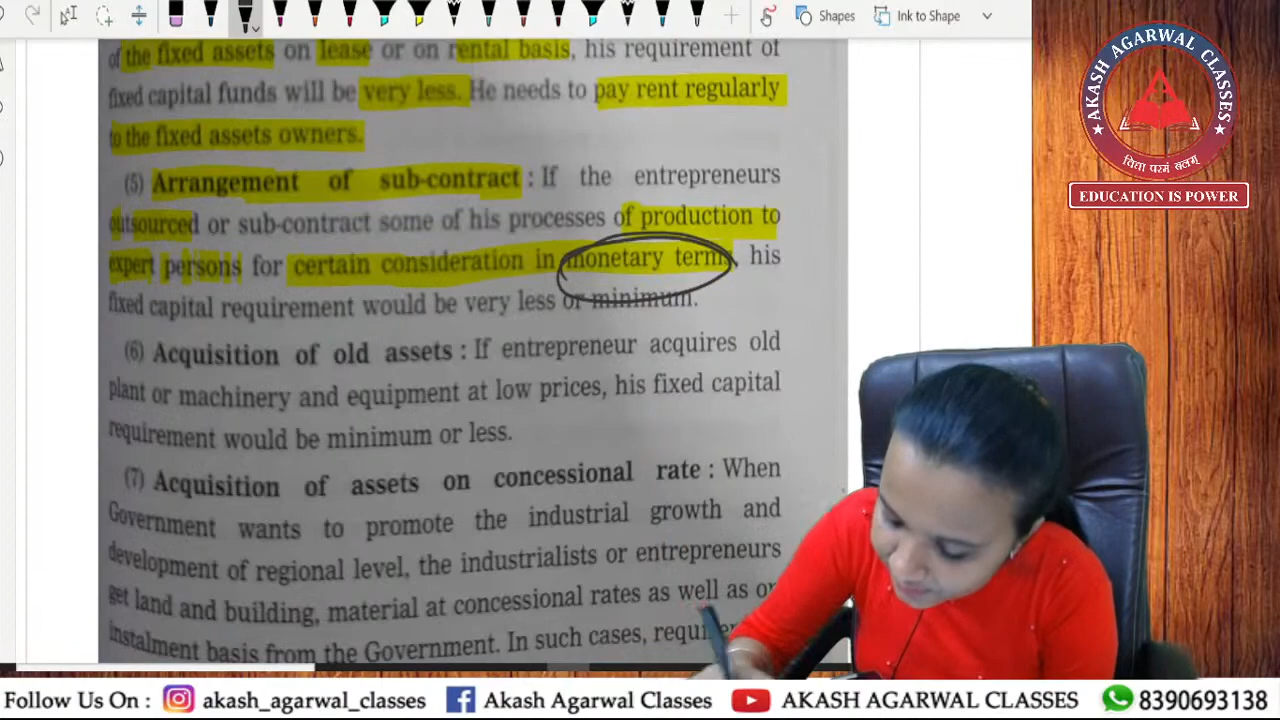 Shapes
Ink to Shape
of the fixed assets on lease or on rental basis, his requirement of
fixed capital funds will be very less. He needs to pay rent regularly
to the fixed assets owners.
(5) Arrangement of sub-contract : If the entrepreneurs
outsourced or sub-contract some of his processes of production to
expert persons for certain consideration in monetary terms, his
fixed capital requirement would be very less or minimum.
(6) Acquisition of old assets : If entrepreneur acquires old
plant or machinery and equipment at low prices, his fixed capital
requirement would be minimum or less.
(7) Acquisition of assets on concessional rate : When
Government wants to promote the industrial growth and
development of regional level, the industrialists or entrepreneurs
get land and building, material at concessional rates as well as on
instalment basis from the Government. In such cases,
AKASH AGARWAL CLASSES
विद्या परमं बलम्
EDUCATION IS POWER
Follow Us On : akash_agarwal_classes Akash Agarwal Classes AKASH AGARWAL CLASSES 8390693138